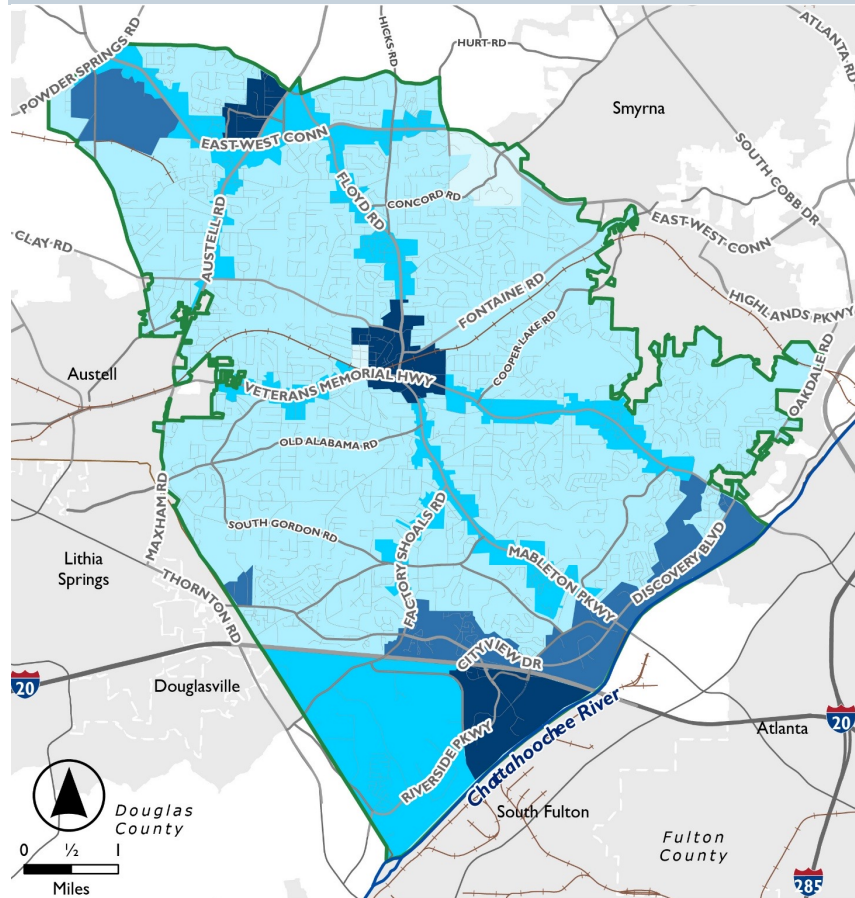 POWDER SPRINGS RD
HICKS RD
HURT RD
ATLANTA RD
Smyrna
EAST-WEST CONN
SOUTH COBB DR
FLOYD RD
CONCORD RD
AUSTELL RD
EAST-WEST CONN
CLAY RD
FONTAINE RD
HIGHLANDS PKWY
COOPER LAKE RD
Austell
VETERANS MEMORIAL HWY
OAKDALE RD
OLD ALABAMA RD
MAXHAM RD
SOUTH GORDON RD
FACTORY SHOALS RD
Lithia
Springs
MABLETON PKWY
DISCOVERY BLVD
THORNTON RD
CITYVIEW DR
20
Douglasville
Atlanta
20
RIVERSIDE PKWY
Chattahoochee River
Douglas
County
South Fulton
Fulton
County
0 ½ 1
Miles
285